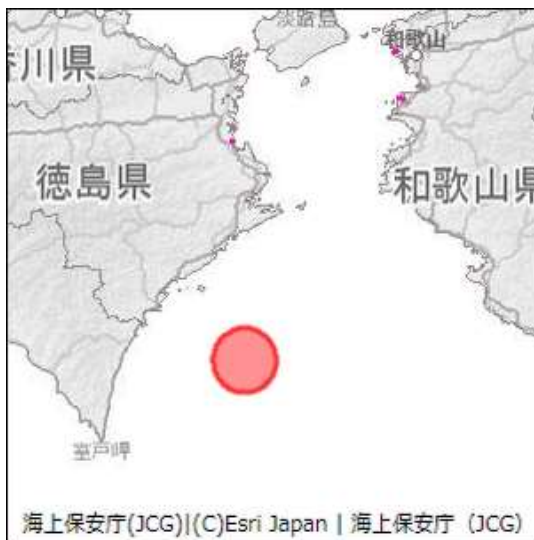 淡路島
和歌山
香川県
徳島県
和歌山県
室戸岬
海上保安庁(JCG)|(C)Esri Japan | 海上保安庁（JCG）